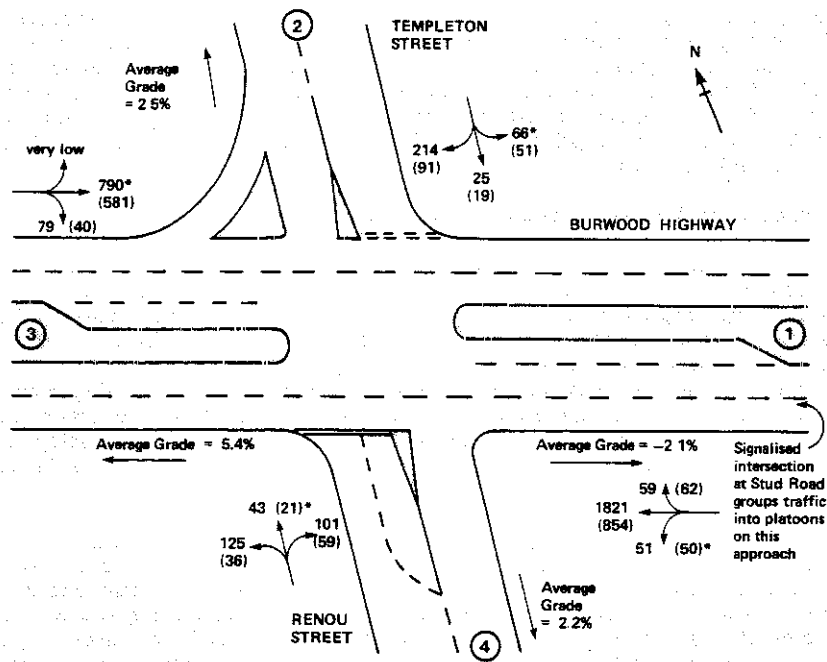 2
TEMPLETON
STREET
N
Average
Grade
= 2 5%
very low
790*
(581)
79 (40)
214
(91)
66*
(51)
25
(19)
BURWOOD HIGHWAY
3
1
Average Grade = 5.4%
Average Grade = -2 1%
Signalised
intersection
at Stud Road
groups traffic
into platoons
on this
approach
59 (62)
1821
(854)
51 (50)*
43 (21)*
101
(59)
125
(36)
Average
Grade
= 2.2%
RENOU
STREET
4